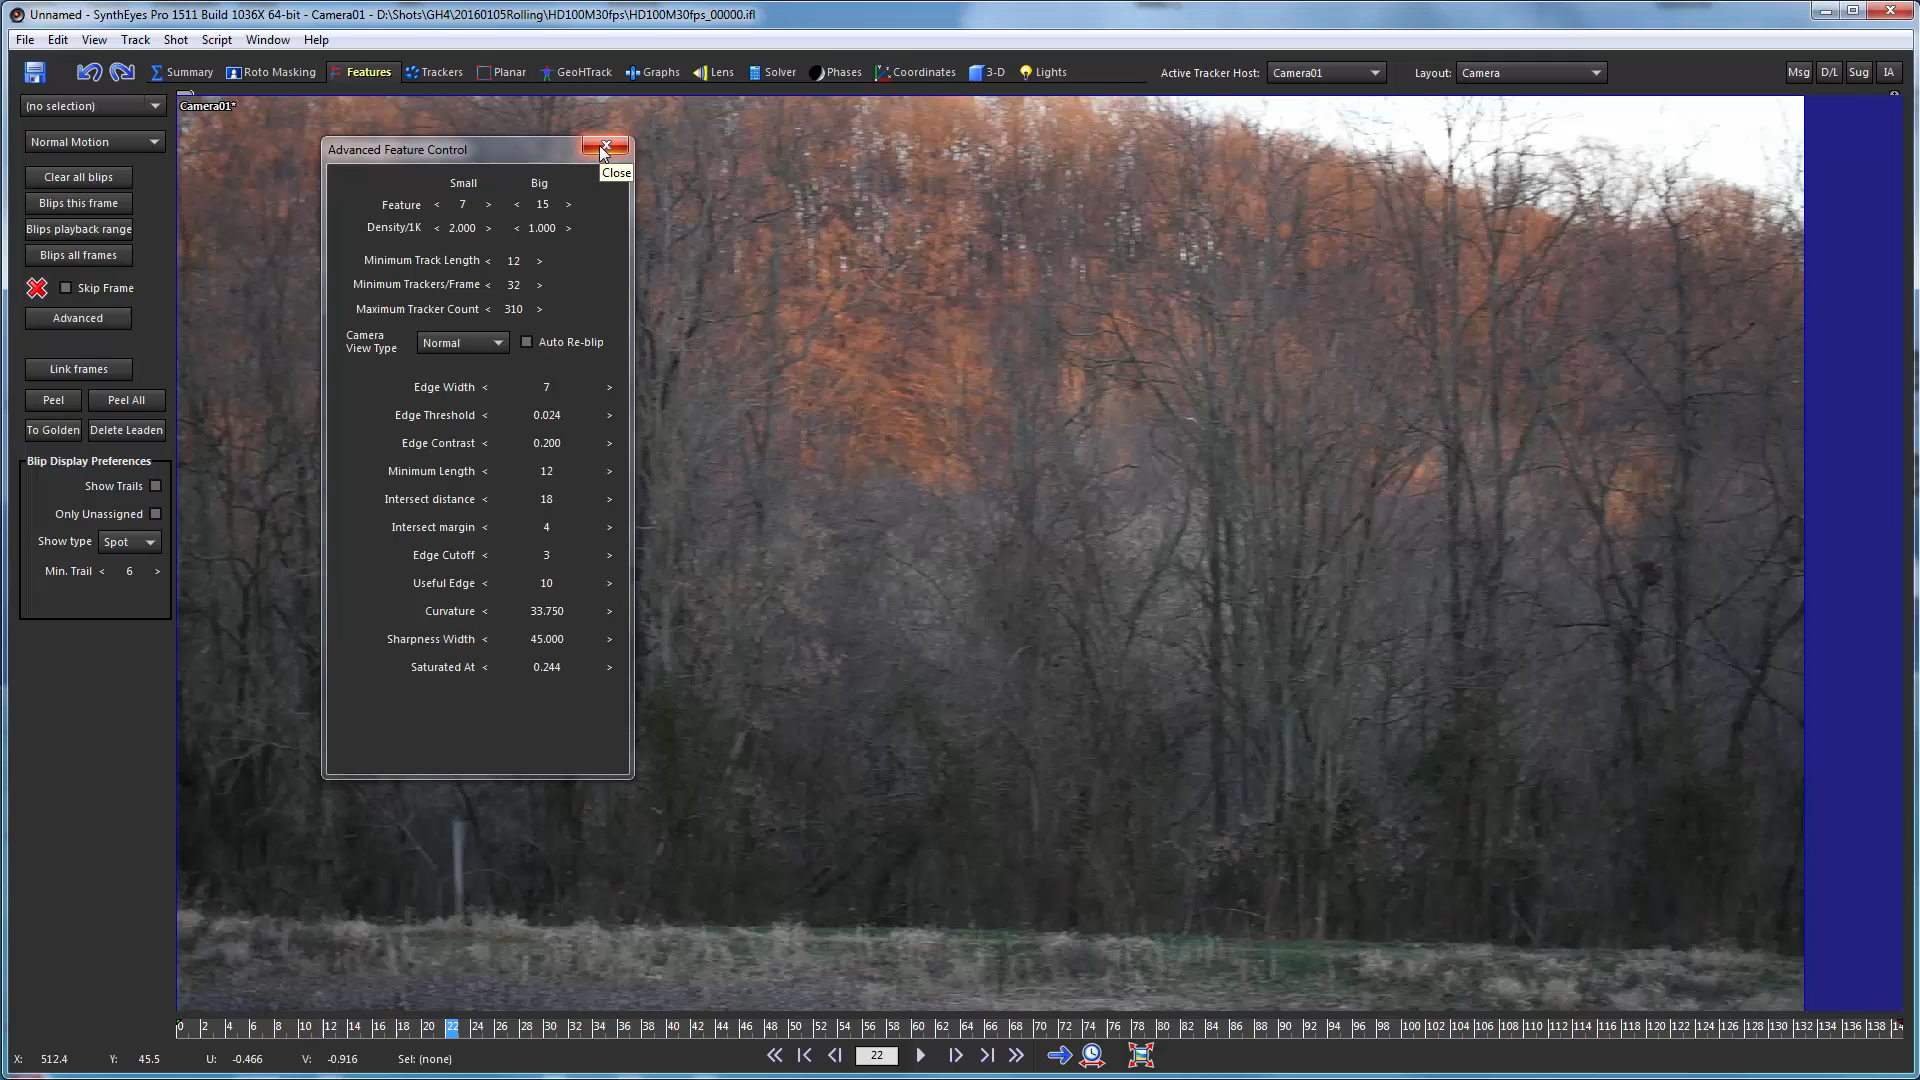 Unnamed - SynthEyes Pro 1511 Build 1036X 64-bit - Camera01 - D:\Shots\GH4\20160105Rolling\HD100M30fps\HD100M30fps_00000.ifl
File Edit View Track Shot Script Window Help
Summary Roto Masking Features Trackers Planar GeoHTrack Graphs Lens Solver Phases Coordinates 3-D Lights Active Tracker Host: Camera01 Layout: Camera Msg D/L Sug IA
(no selection)
Camera01*
Normal Motion
Clear all blips
Blips this frame
Blips playback range
Blips all frames
Skip Frame
Advanced
Link frames
Peel Peel All
To Golden Delete Leaden
Blip Display Preferences
Show Trails
Only Unassigned
Show type Spot
Min. Trail < 6 >
Advanced Feature Control
Close
Small Big
Feature < 7 > < 15 >
Density/1K < 2.000 > < 1.000 >
Minimum Track Length < 12 >
Minimum Trackers/Frame < 32 >
Maximum Tracker Count < 310 >
Camera
View Type Normal Auto Re-blip
Edge Width < 7 >
Edge Threshold < 0.024 >
Edge Contrast < 0.200 >
Minimum Length < 12 >
Intersect distance < 18 >
Intersect margin < 4 >
Edge Cutoff < 3 >
Useful Edge < 10 >
Curvature < 33.750 >
Sharpness Width < 45.000 >
Saturated At < 0.244 >
0 2 4 6 8 10 12 14 16 18 20 22 24 26 28 30 32 34 36 38 40 42 44 46 48 50 52 54 56 58 60 62 64 66 68 70 72 74 76 78 80 82 84 86 88 90 92 94 96 98 100 102 104 106 108 110 112 114 116 118 120 122 124 126 128 130 132 134 136 138 14
X: 512.4 Y: 45.5 U: -0.466 V: -0.916 Sel: (none) 22